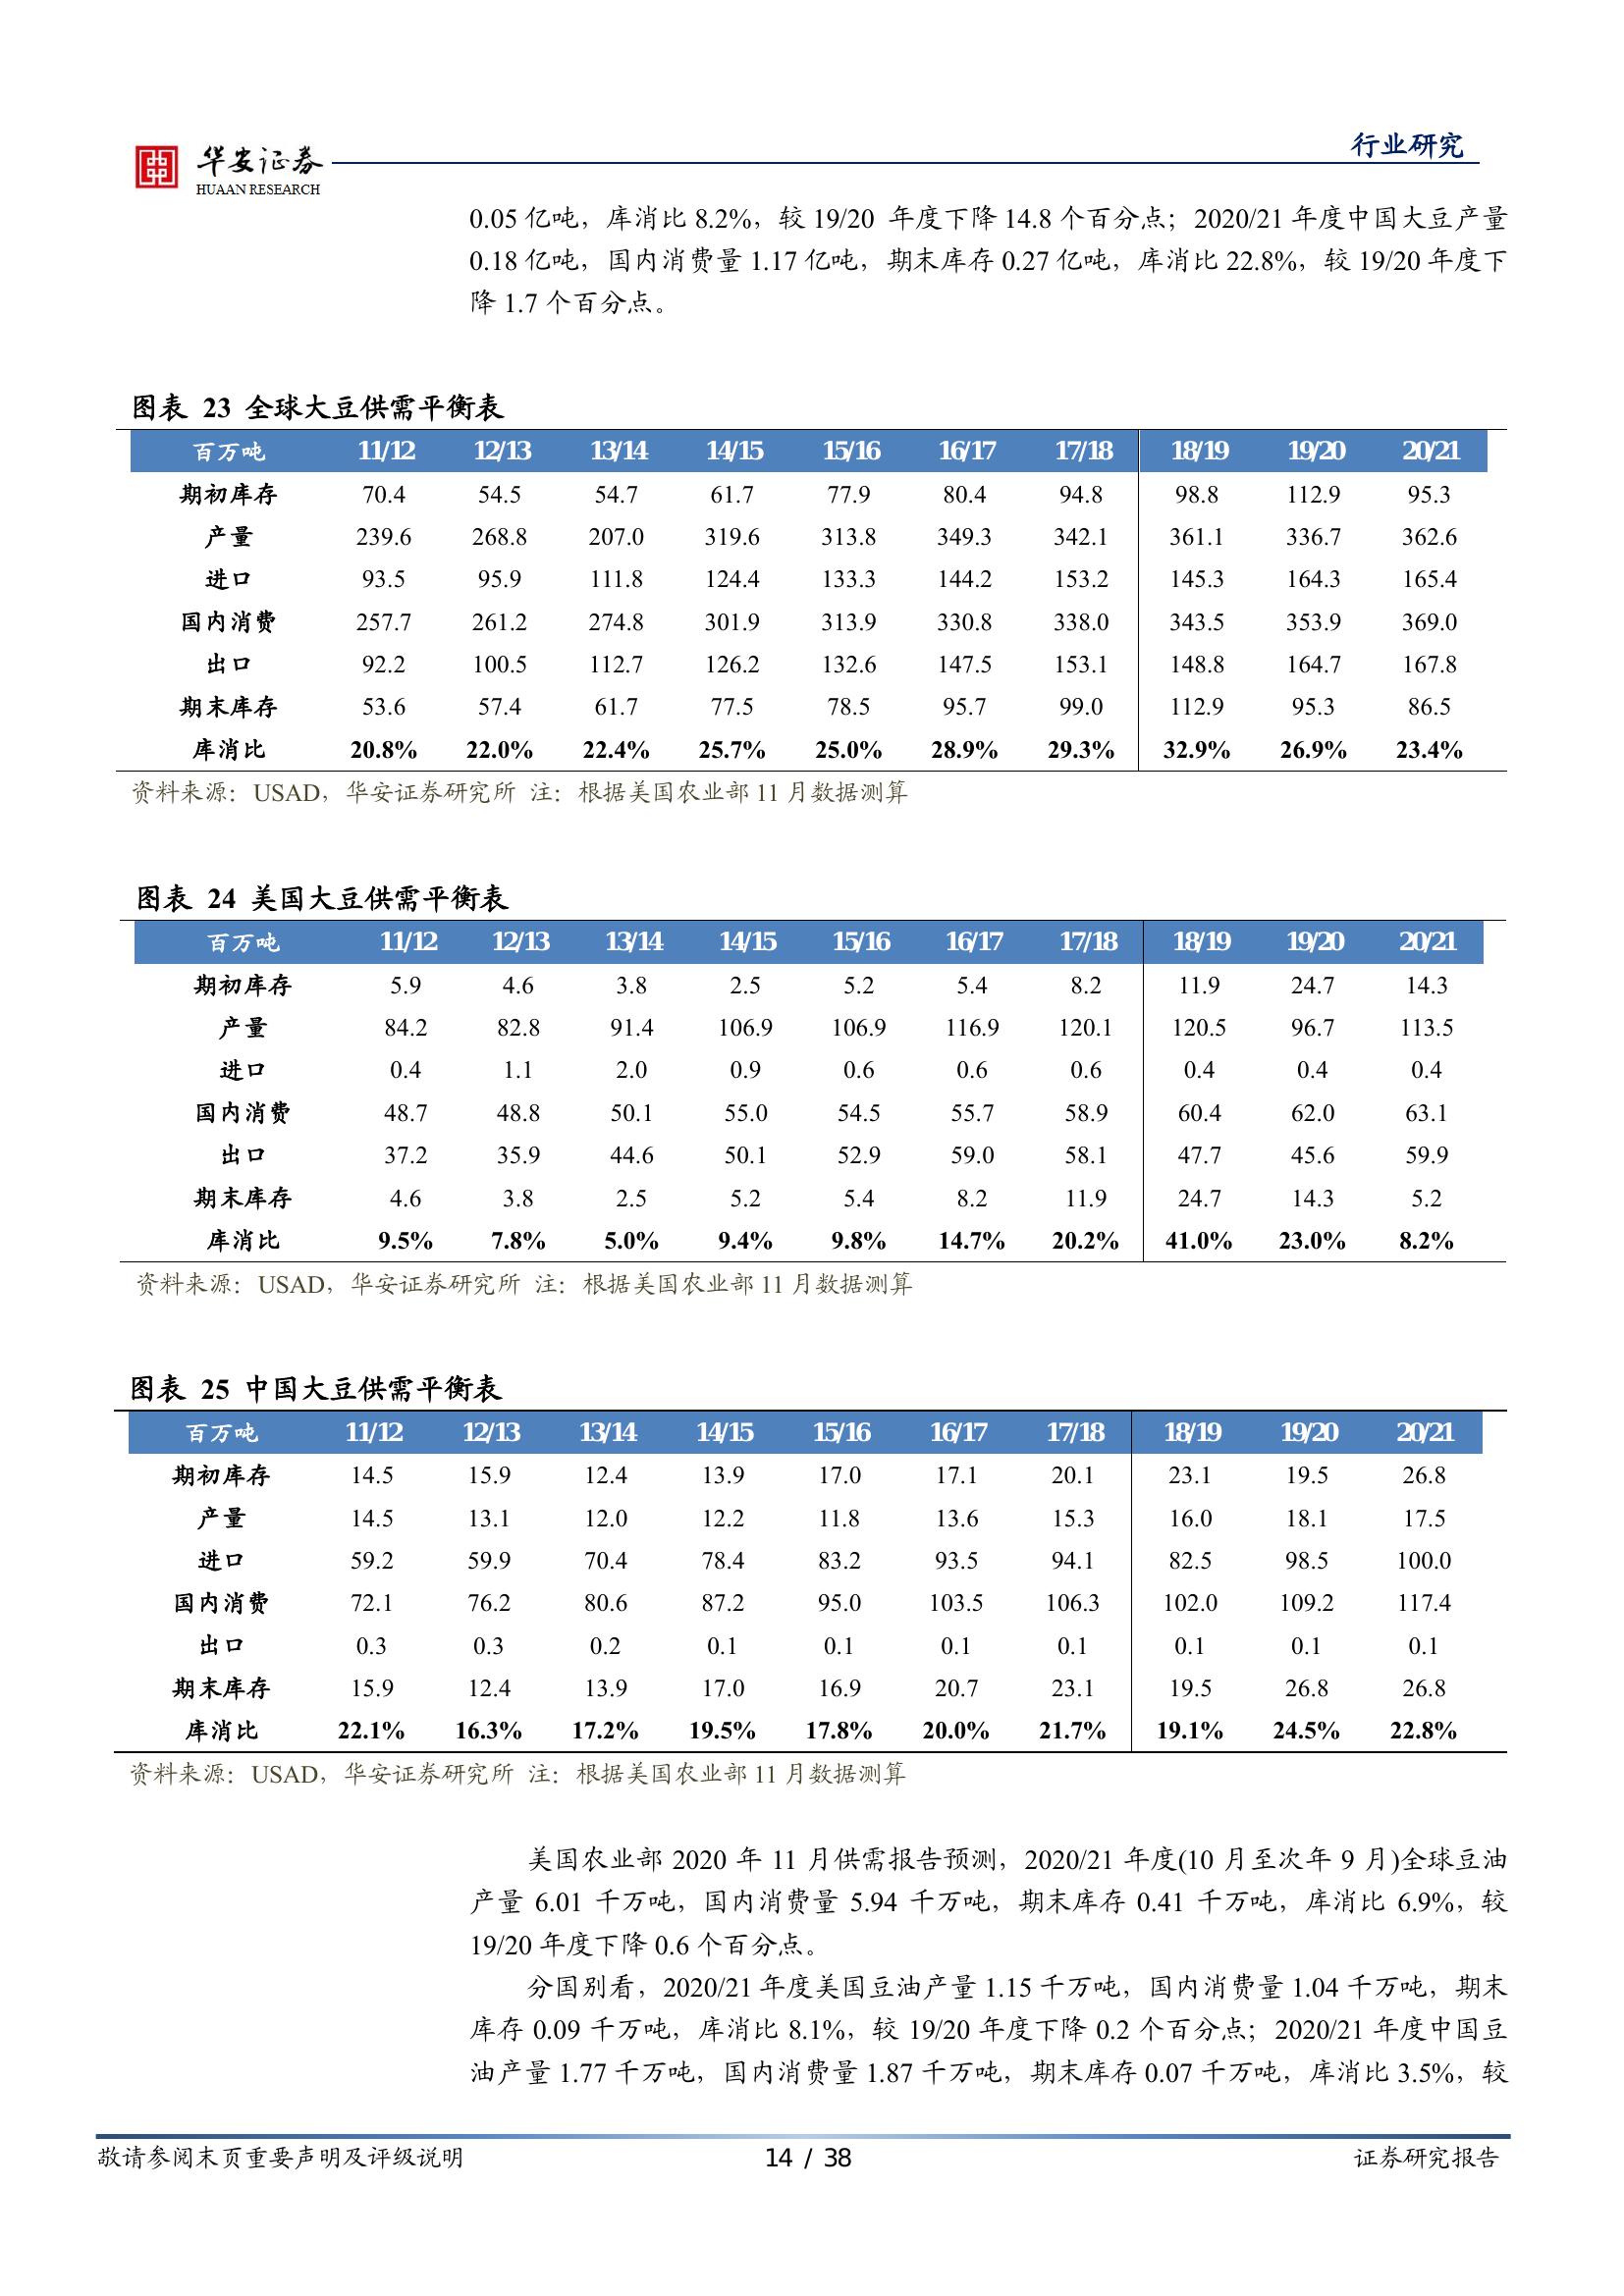 华安证券
HUAAN RESEARCH
行业研究
0.05 亿吨，库消比 8.2%，较 19/20 年度下降 14.8 个百分点；2020/21 年度中国大豆产量
0.18 亿吨，国内消费量 1.17 亿吨，期末库存 0.27 亿吨，库消比 22.8%，较 19/20 年度下
降 1.7 个百分点。
图表 23 全球大豆供需平衡表
百万吨 11/12 12/13 13/14 14/15 15/16 16/17 17/18 18/19 19/20 20/21
期初库存 70.4 54.5 54.7 61.7 77.9 80.4 94.8 98.8 112.9 95.3
产量 239.6 268.8 207.0 319.6 313.8 349.3 342.1 361.1 336.7 362.6
进口 93.5 95.9 111.8 124.4 133.3 144.2 153.2 145.3 164.3 165.4
国内消费 257.7 261.2 274.8 301.9 313.9 330.8 338.0 343.5 353.9 369.0
出口 92.2 100.5 112.7 126.2 132.6 147.5 153.1 148.8 164.7 167.8
期末库存 53.6 57.4 61.7 77.5 78.5 95.7 99.0 112.9 95.3 86.5
库消比 20.8% 22.0% 22.4% 25.7% 25.0% 28.9% 29.3% 32.9% 26.9% 23.4%
资料来源：USAD，华安证券研究所 注：根据美国农业部 11 月数据测算
图表 24 美国大豆供需平衡表
百万吨 11/12 12/13 13/14 14/15 15/16 16/17 17/18 18/19 19/20 20/21
期初库存 5.9 4.6 3.8 2.5 5.2 5.4 8.2 11.9 24.7 14.3
产量 84.2 82.8 91.4 106.9 106.9 116.9 120.1 120.5 96.7 113.5
进口 0.4 1.1 2.0 0.9 0.6 0.6 0.6 0.4 0.4 0.4
国内消费 48.7 48.8 50.1 55.0 54.5 55.7 58.9 60.4 62.0 63.1
出口 37.2 35.9 44.6 50.1 52.9 59.0 58.1 47.7 45.6 59.9
期末库存 4.6 3.8 2.5 5.2 5.4 8.2 11.9 24.7 14.3 5.2
库消比 9.5% 7.8% 5.0% 9.4% 9.8% 14.7% 20.2% 41.0% 23.0% 8.2%
资料来源：USAD，华安证券研究所 注：根据美国农业部 11 月数据测算
图表 25 中国大豆供需平衡表
百万吨 11/12 12/13 13/14 14/15 15/16 16/17 17/18 18/19 19/20 20/21
期初库存 14.5 15.9 12.4 13.9 17.0 17.1 20.1 23.1 19.5 26.8
产量 14.5 13.1 12.0 12.2 11.8 13.6 15.3 16.0 18.1 17.5
进口 59.2 59.9 70.4 78.4 83.2 93.5 94.1 82.5 98.5 100.0
国内消费 72.1 76.2 80.6 87.2 95.0 103.5 106.3 102.0 109.2 117.4
出口 0.3 0.3 0.2 0.1 0.1 0.1 0.1 0.1 0.1 0.1
期末库存 15.9 12.4 13.9 17.0 16.9 20.7 23.1 19.5 26.8 26.8
库消比 22.1% 16.3% 17.2% 19.5% 17.8% 20.0% 21.7% 19.1% 24.5% 22.8%
资料来源：USAD，华安证券研究所 注：根据美国农业部 11 月数据测算
美国农业部 2020 年 11 月供需报告预测，2020/21 年度(10 月至次年 9 月)全球豆油
产量 6.01 千万吨，国内消费量 5.94 千万吨，期末库存 0.41 千万吨，库消比 6.9%，较
19/20 年度下降 0.6 个百分点。
分国别看，2020/21 年度美国豆油产量 1.15 千万吨，国内消费量 1.04 千万吨，期末
库存 0.09 千万吨，库消比 8.1%，较 19/20 年度下降 0.2 个百分点；2020/21 年度中国豆
油产量 1.77 千万吨，国内消费量 1.87 千万吨，期末库存 0.07 千万吨，库消比 3.5%，较
敬请参阅末页重要声明及评级说明 14 / 38 证券研究报告